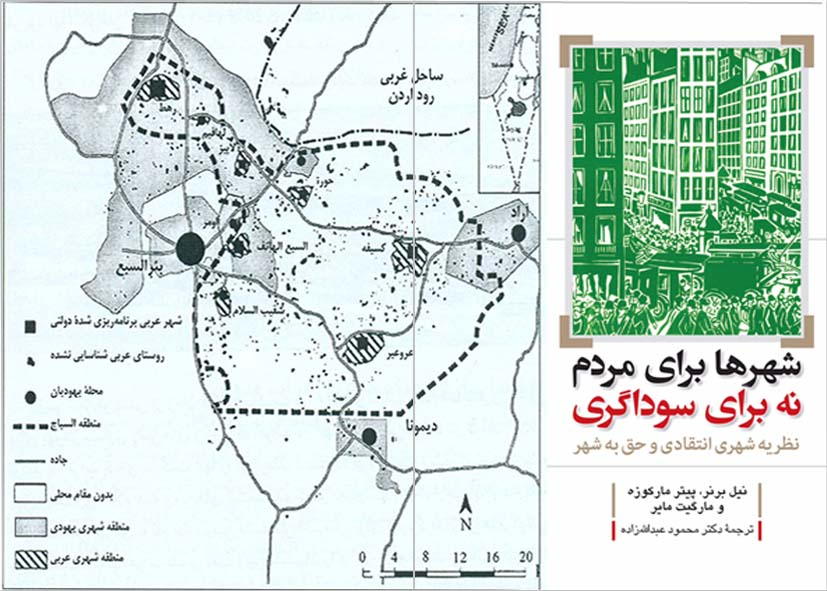 ساحل غربی
رود اردن
رهط
لهاقیم
حورة
آراد
کسیفه
السبع الهاتف
بئرالسبع
شقیب السلام
عروعیر
دیمونا
شهر عربی برنامه‌ریزی شدهٔ دولتی
روستای عربی شناسایی نشده
محلهٔ یهودیان
منطقه السیاج
جاده
بدون مقام محلی
منطقه شهری یهودی
منطقه شهری عربی
N
0 4 8 12 16 20
شهرها برای مردم
نه برای سوداگری
نظریه شهری انتقادی و حق به شهر
نیل برنر، پیتر مارکوزه
و مارگیت مایر
ترجمهٔ دکتر محمود عبدالله‌زاده